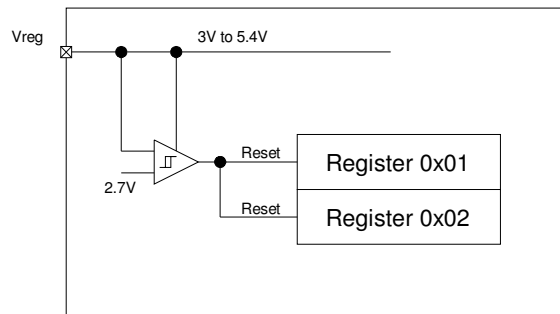 Vreg
3V to 5.4V
2.7V
Reset
Register 0x01
Reset
Register 0x02